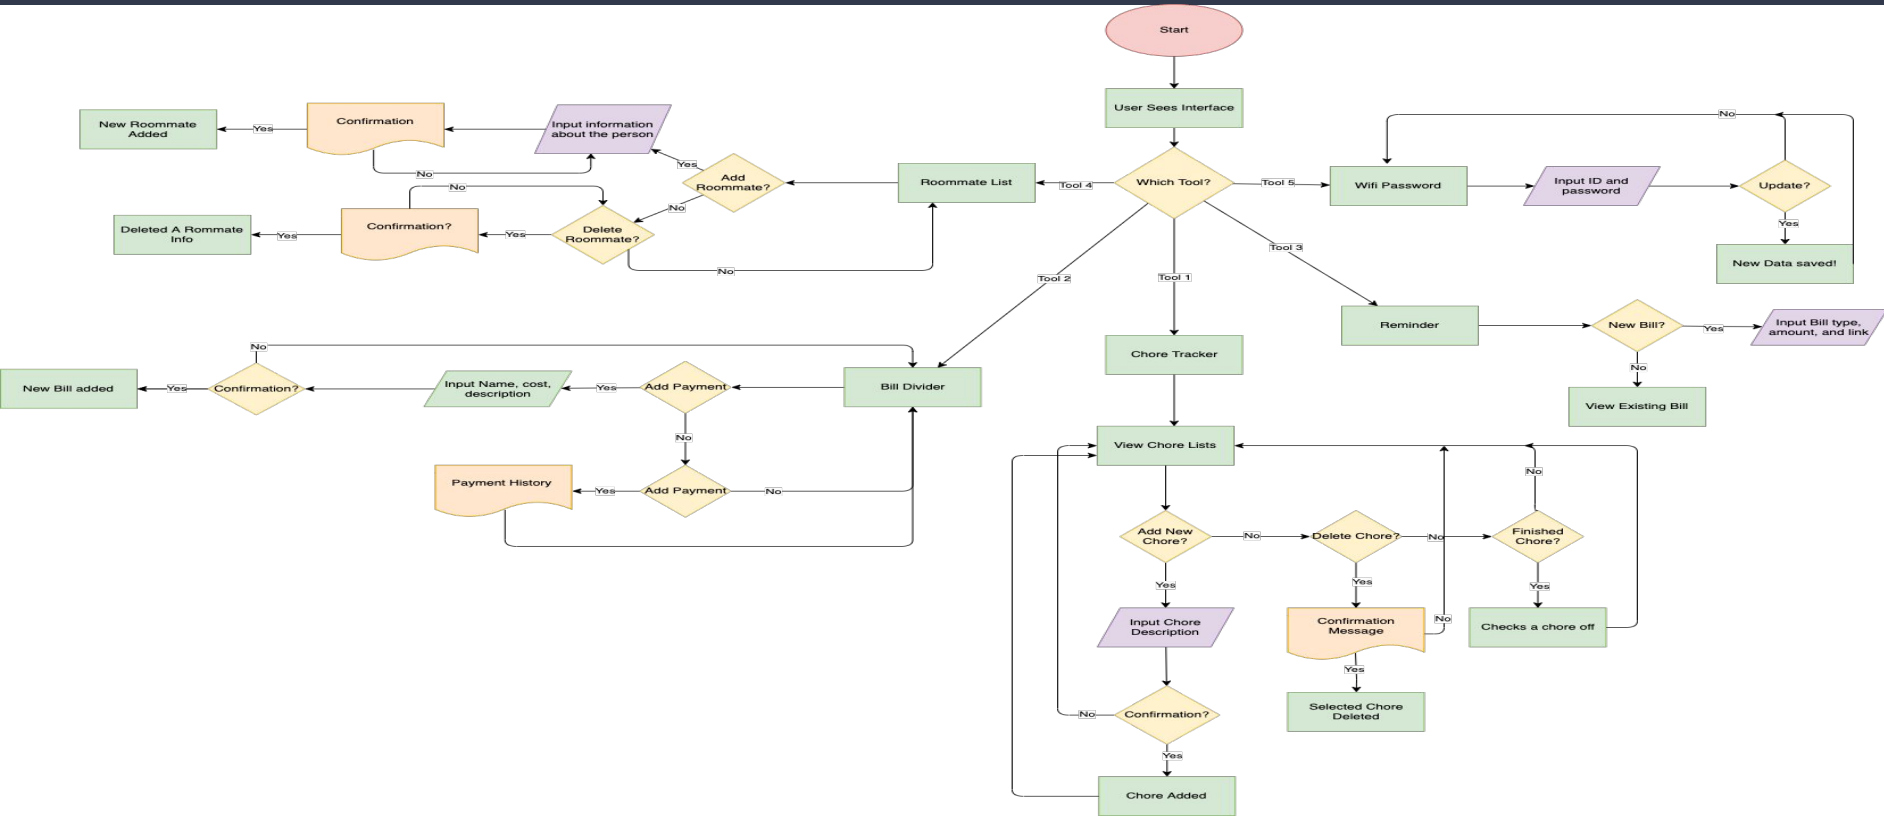 Start
User Sees Interface
Which Tool?
Tool 4
Tool 5
Tool 2
Tool 1
Tool 3
Roommate List
Add
Roommate?
Yes
No
Input information
about the person
Confirmation
Yes
No
New Roommate
Added
Delete
Roommate?
Yes
No
No
Confirmation?
Yes
Deleted A Rommate
Info
Wifi Password
Input ID and
password
Update?
No
Yes
New Data saved!
Reminder
New Bill?
Yes
Input Bill type,
amount, and link
No
View Existing Bill
Bill Divider
Add Payment
Yes
Input Name, cost,
description
Confirmation?
No
Yes
New Bill added
No
Add Payment
Yes
No
Payment History
Chore Tracker
View Chore Lists
Add New
Chore?
No
Delete Chore?
No
Finished
Chore?
No
Yes
Checks a chore off
Yes
Confirmation
Message
No
Yes
Selected Chore
Deleted
Yes
Input Chore
Description
Confirmation?
No
Yes
Chore Added